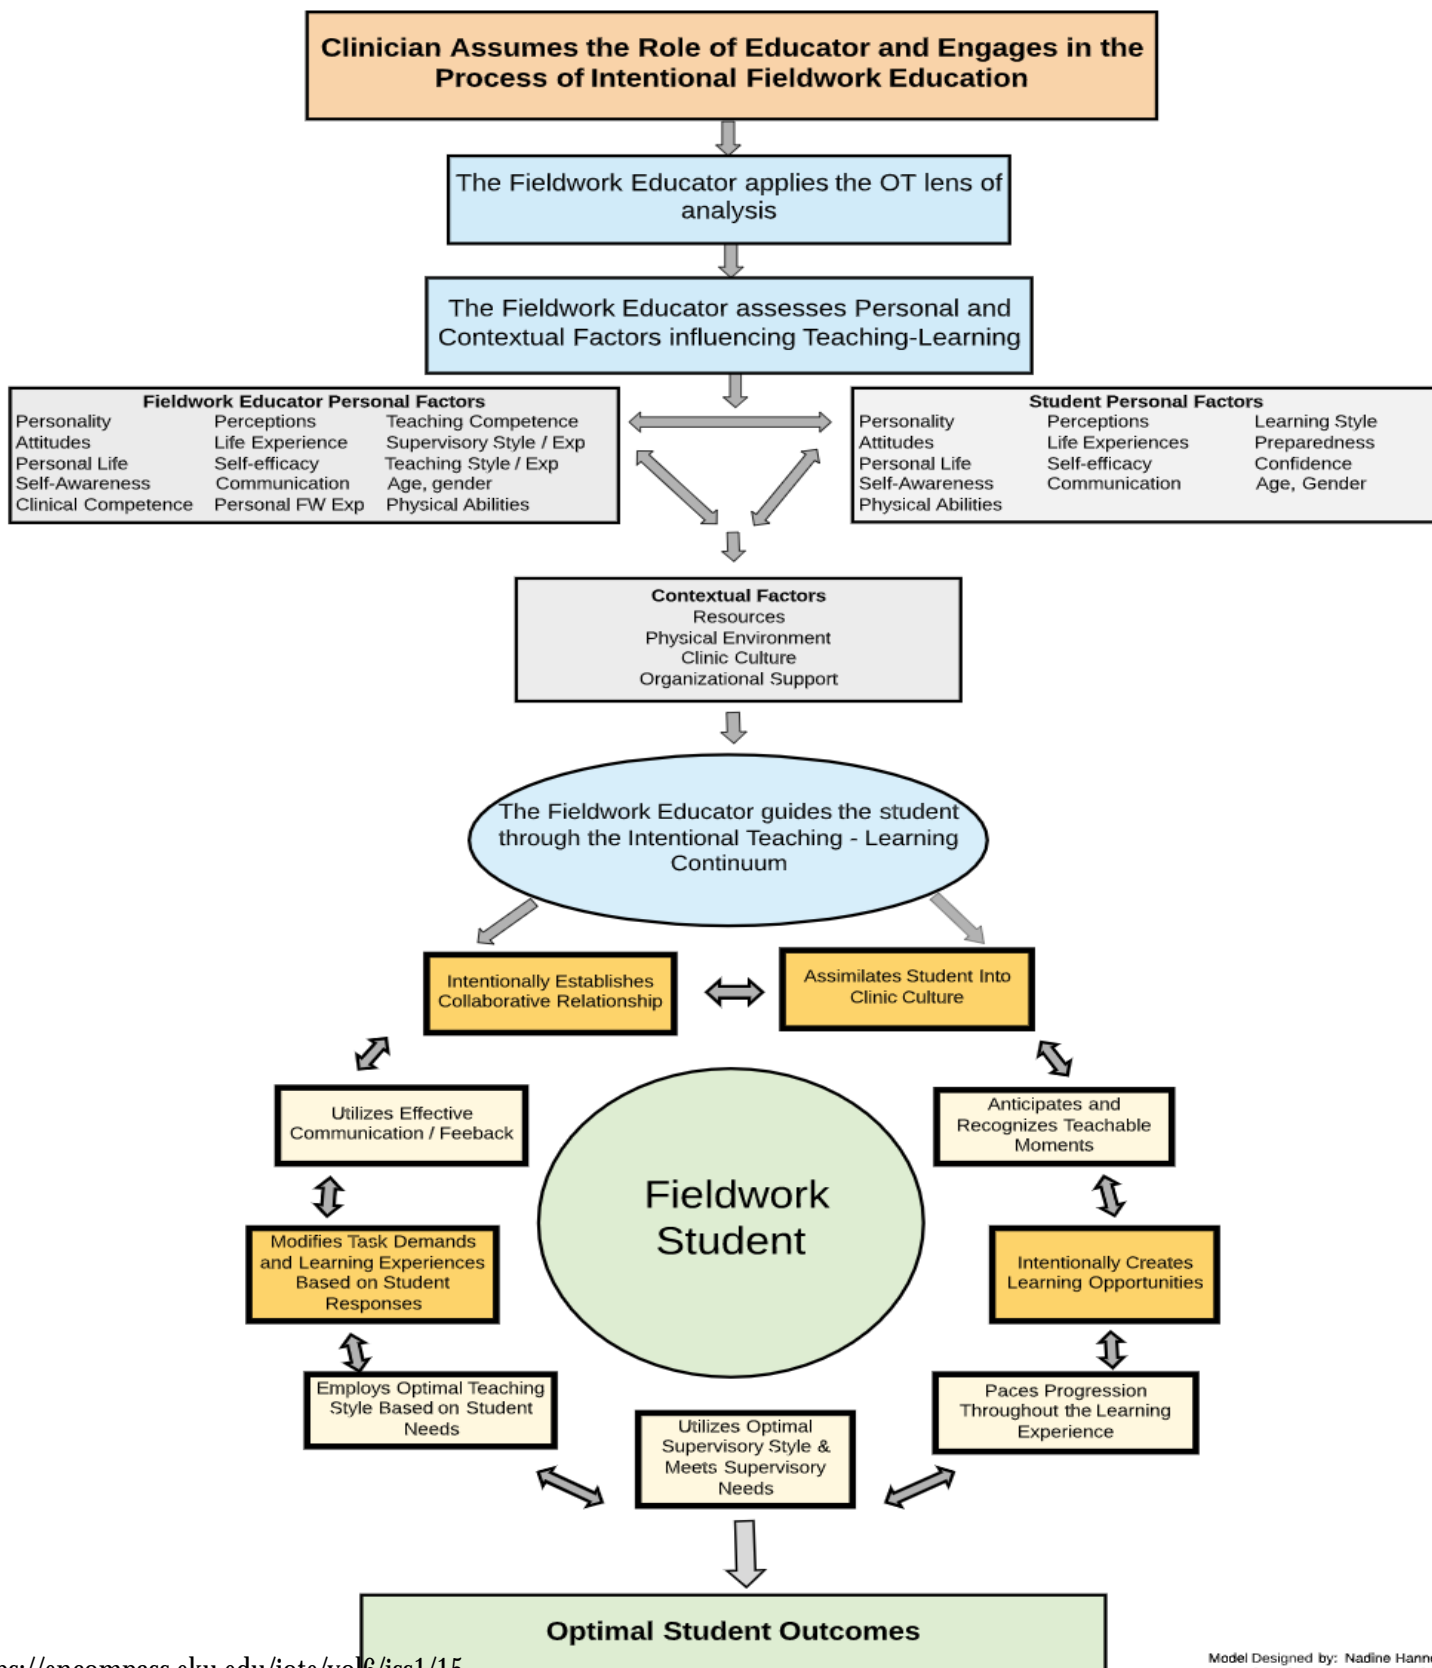 Clinician Assumes the Role of Educator and Engages in the
Process of Intentional Fieldwork Education
The Fieldwork Educator applies the OT lens of
analysis
The Fieldwork Educator assesses Personal and
Contextual Factors influencing Teaching-Learning
Fieldwork Educator Personal Factors
Personality Perceptions Teaching Competence
Attitudes Life Experience Supervisory Style / Exp
Personal Life Self-efficacy Teaching Style / Exp
Self-Awareness Communication Age, gender
Clinical Competence Personal FW Exp Physical Abilities
Student Personal Factors
Personality Perceptions Learning Style
Attitudes Life Experiences Preparedness
Personal Life Self-efficacy Confidence
Self-Awareness Communication Age, Gender
Physical Abilities
Contextual Factors
Resources
Physical Environment
Clinic Culture
Organizational Support
The Fieldwork Educator guides the student
through the Intentional Teaching - Learning
Continuum
Intentionally Establishes
Collaborative Relationship
Assimilates Student Into
Clinic Culture
Utilizes Effective
Communication / Feeback
Anticipates and
Recognizes Teachable
Moments
Fieldwork
Student
Modifies Task Demands
and Learning Experiences
Based on Student
Responses
Intentionally Creates
Learning Opportunities
Employs Optimal Teaching
Style Based on Student
Needs
Paces Progression
Throughout the Learning
Experience
Utilizes Optimal
Supervisory Style &
Meets Supervisory
Needs
Optimal Student Outcomes
Model Designed by: Nadine